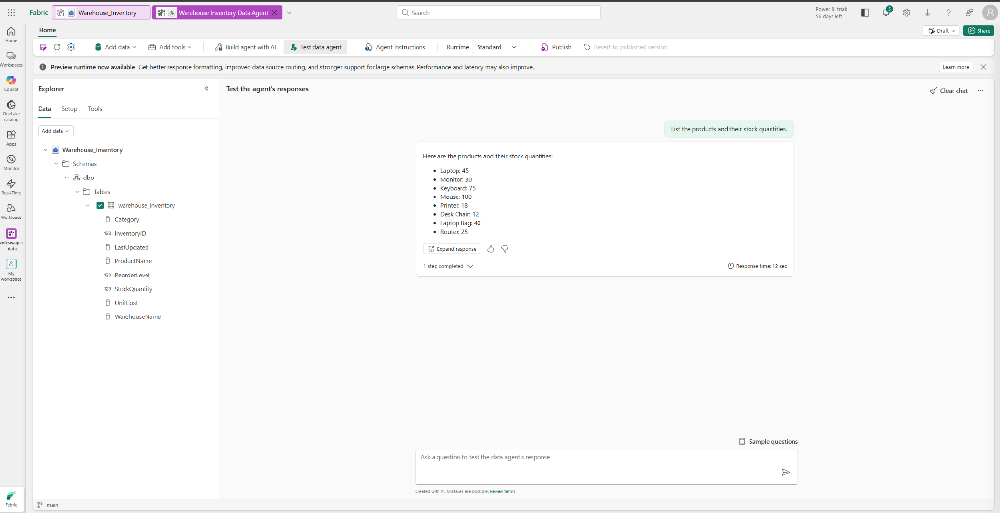 Fabric
Warehouse_Inventory
Warehouse Inventory Data Agent
Search
Power BI trial:
56 days left
5
Home
Draft
Share
Add data
Add tools
Build agent with AI
Test data agent
Agent instructions
Runtime
Standard
Publish
Revert to published version
Preview runtime now available Get better response formatting, improved data source routing, and stronger support for large schemas. Performance and latency may also improve.
Learn more
Home
Workspaces
Copilot
OneLake
catalog
Apps
Monitor
Real-Time
Workloads
volkswagen
_data
My
workspace
Fabric
Explorer
Data
Setup
Tools
Add data
Warehouse_Inventory
Schemas
dbo
Tables
warehouse_inventory
Category
123 InventoryID
LastUpdated
ProductName
123 ReorderLevel
123 StockQuantity
UnitCost
WarehouseName
Test the agent's responses
Clear chat
List the products and their stock quantities.
Here are the products and their stock quantities:
• Laptop: 45
• Monitor: 30
• Keyboard: 75
• Mouse: 100
• Printer: 18
• Desk Chair: 12
• Laptop Bag: 40
• Router: 25
Expand response
1 step completed
Response time: 12 sec
Sample questions
Ask a question to test the data agent's response
Created with AI. Mistakes are possible. Review terms
main